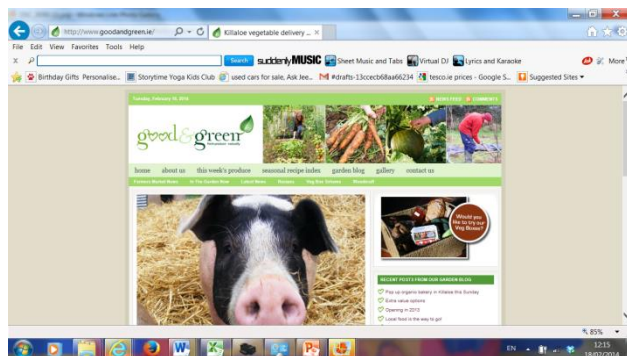 http://www.goodandgreen.ie/
Killaloe vegetable delivery ...
File Edit View Favorites Tools Help
Search suddenly MUSIC Sheet Music and Tabs Virtual DJ Lyrics and Karaoke More
Birthday Gifts Personalise.. Storytime Yoga Kids Club used cars for sale, Ask Jee.. #drafts-13ccecb68aa66234 tesco.ie prices - Google S... Suggested Sites
NEWS FEED COMMENTS
good & green
home about us this week's produce seasonal recipe index garden blog gallery contact us
Farmers Market News In The Garden Now Latest News Recipes Veg Box Delivery
Would you
like to try our
Veg Boxes?
RECENT POSTS FROM OUR GARDEN BLOG
Pop up organic bakery in Killaloe this Sunday
Extra value options
Opening in 2013
Local food in the way to go!
85%
EN 12:15
18/02/2014